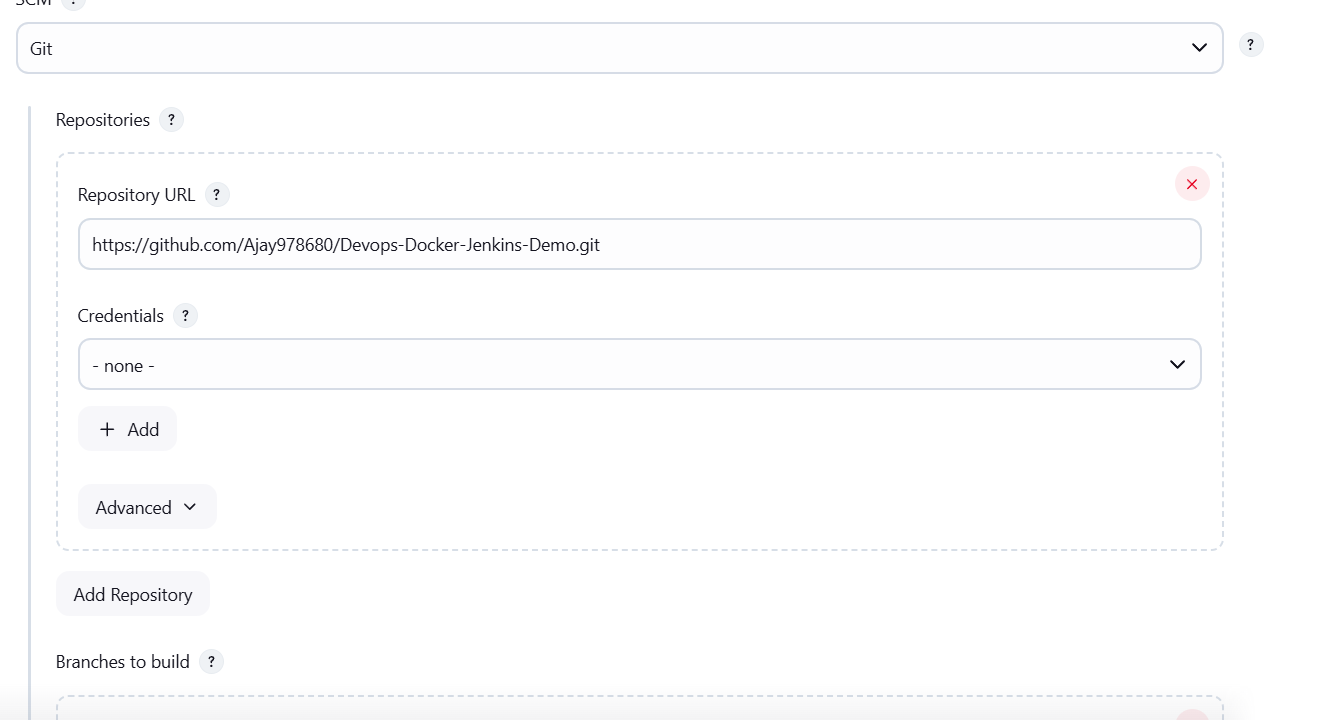 SCM ?
Git
?
Repositories ?
Repository URL ?
https://github.com/Ajay978680/Devops-Docker-Jenkins-Demo.git
Credentials ?
- none -
+ Add
Advanced
Add Repository
Branches to build ?